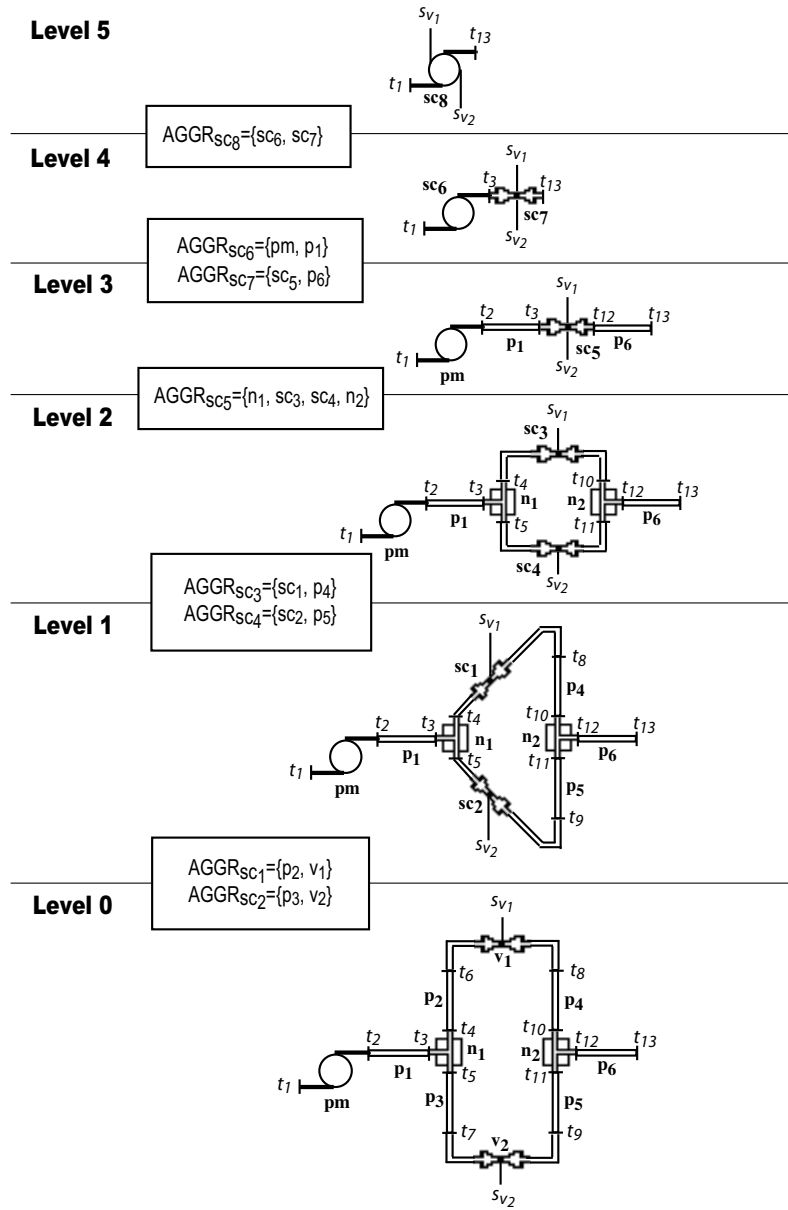 Level 5
s_v1
t_13
t_1
sc_8
s_v2
AGGR_sc8={sc_6, sc_7}
Level 4
s_v1
sc_6
t_3
t_13
sc_7
t_1
s_v2
AGGR_sc6={pm, p_1}
AGGR_sc7={sc_5, p_6}
Level 3
s_v1
t_2
t_3
t_12
t_13
p_1
sc_5
p_6
t_1
pm
s_v2
AGGR_sc5={n_1, sc_3, sc_4, n_2}
Level 2
s_v1
sc_3
t_4
t_10
t_2
t_3
n_1
n_2
t_12
t_13
p_1
t_5
t_11
p_6
t_1
pm
sc_4
s_v2
AGGR_sc3={sc_1, p_4}
AGGR_sc4={sc_2, p_5}
Level 1
s_v1
sc_1
t_8
p_4
t_4
t_10
t_2
t_3
n_1
n_2
t_12
t_13
p_1
t_5
t_11
p_6
t_1
pm
sc_2
p_5
t_9
s_v2
AGGR_sc1={p_2, v_1}
AGGR_sc2={p_3, v_2}
Level 0
s_v1
v_1
t_6
t_8
p_2
p_4
t_4
t_10
t_2
t_3
n_1
n_2
t_12
t_13
p_1
t_5
t_11
p_6
t_1
pm
p_3
p_5
t_7
v_2
t_9
s_v2